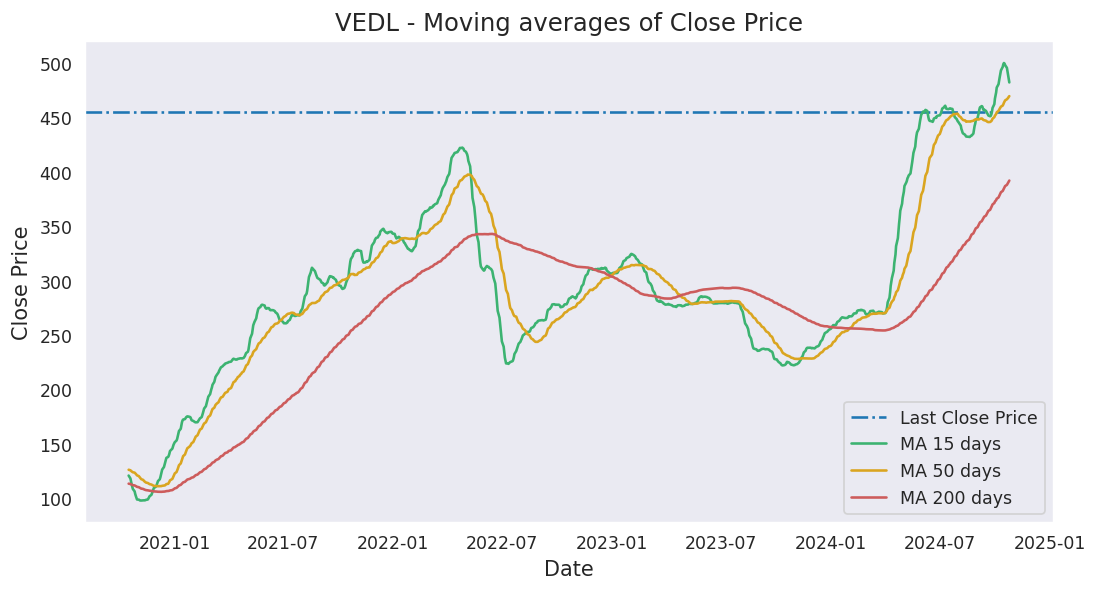 VEDL - Moving averages of Close Price
500
450
400
350
300
250
200
150
100
Close Price
2021-01
2021-07
2022-01
2022-07
2023-01
2023-07
2024-01
2024-07
2025-01
Date
Last Close Price
MA 15 days
MA 50 days
MA 200 days